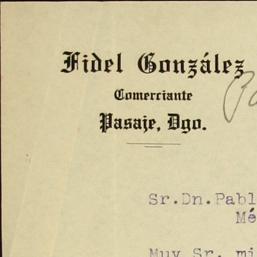 Fidel González
Comerciante
Pasaje, Dgo.
Sr.Dn.Pabl
Mé
Muy Sr. mi